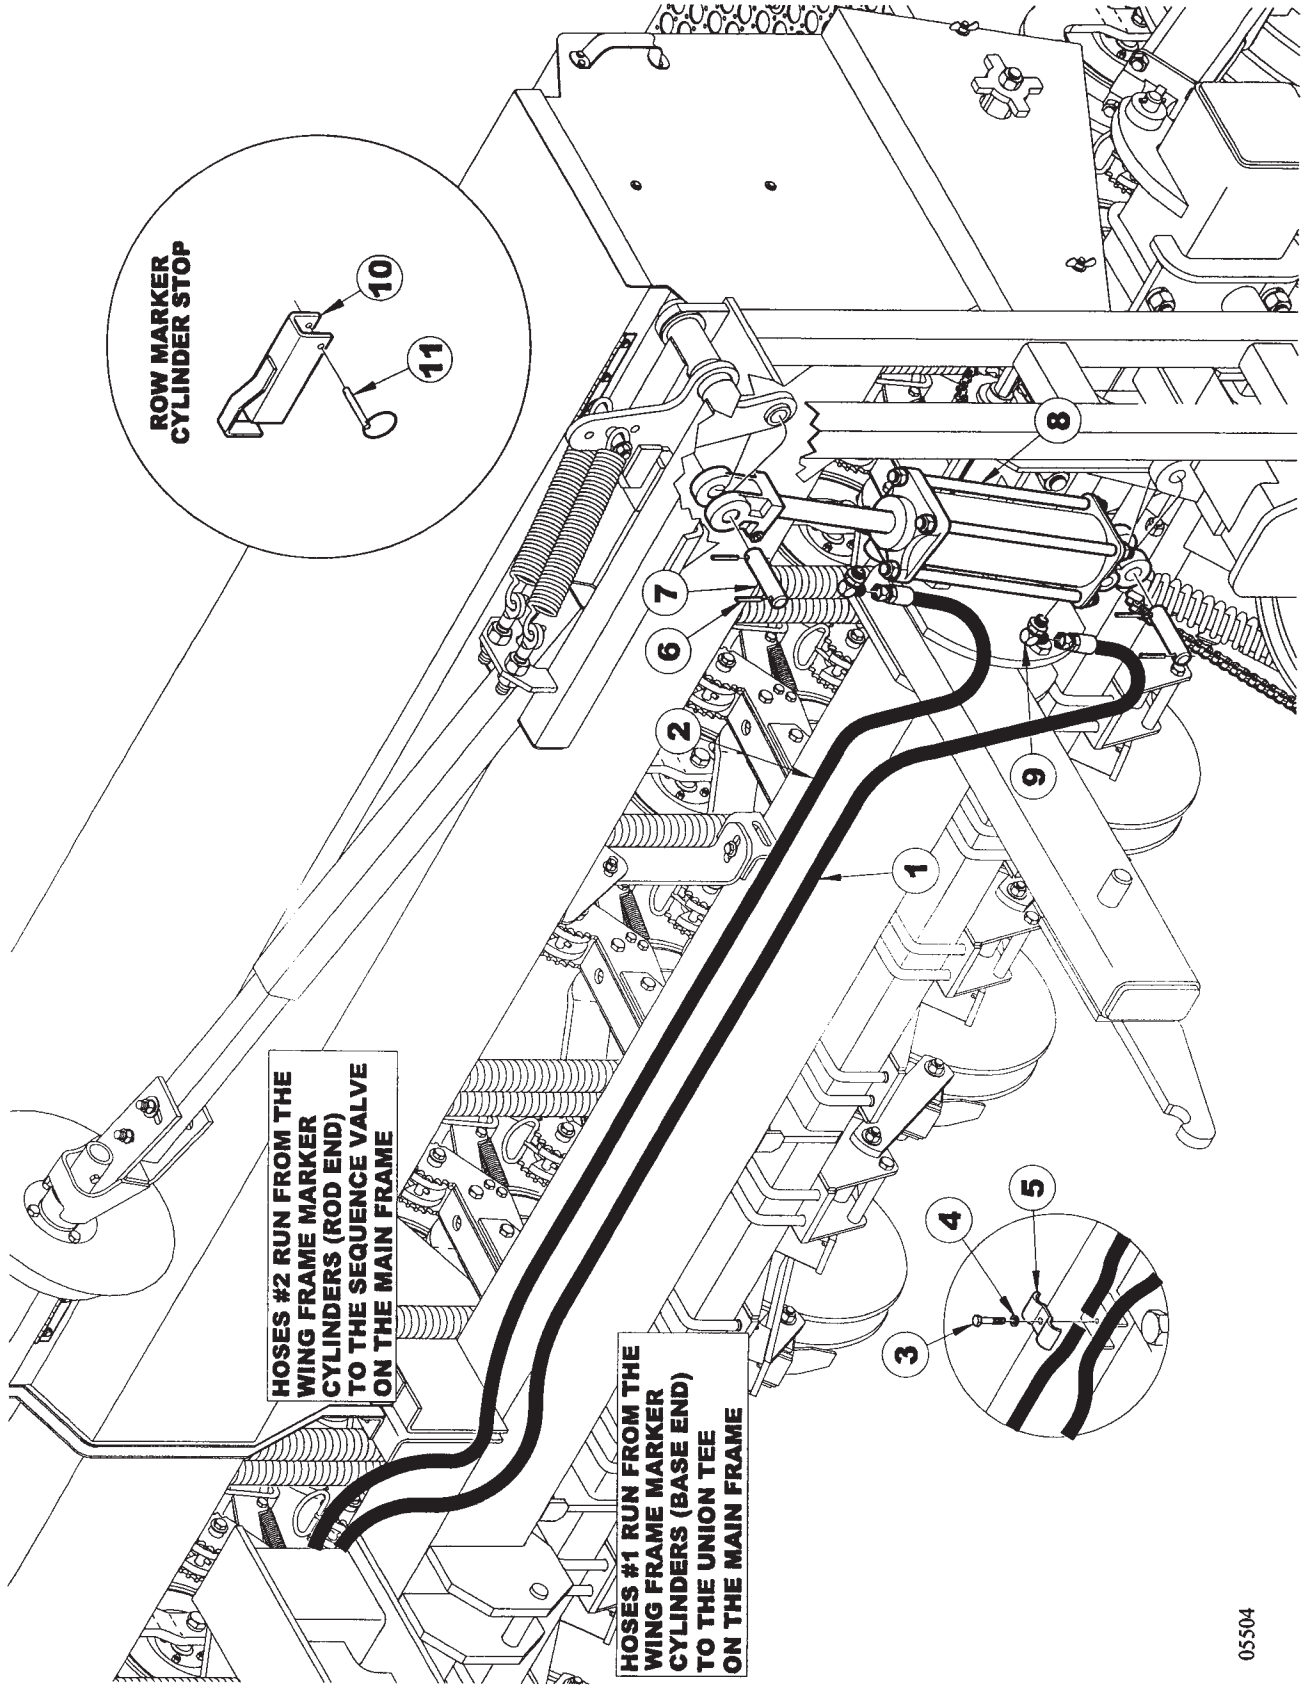 ROW MARKER
CYLINDER STOP
10
11
8
7
6
2
9
1
HOSES #2 RUN FROM THE
WING FRAME MARKER
CYLINDERS (ROD END)
TO THE SEQUENCE VALVE
ON THE MAIN FRAME
5
4
3
HOSES #1 RUN FROM THE
WING FRAME MARKER
CYLINDERS (BASE END)
TO THE UNION TEE
ON THE MAIN FRAME
05504